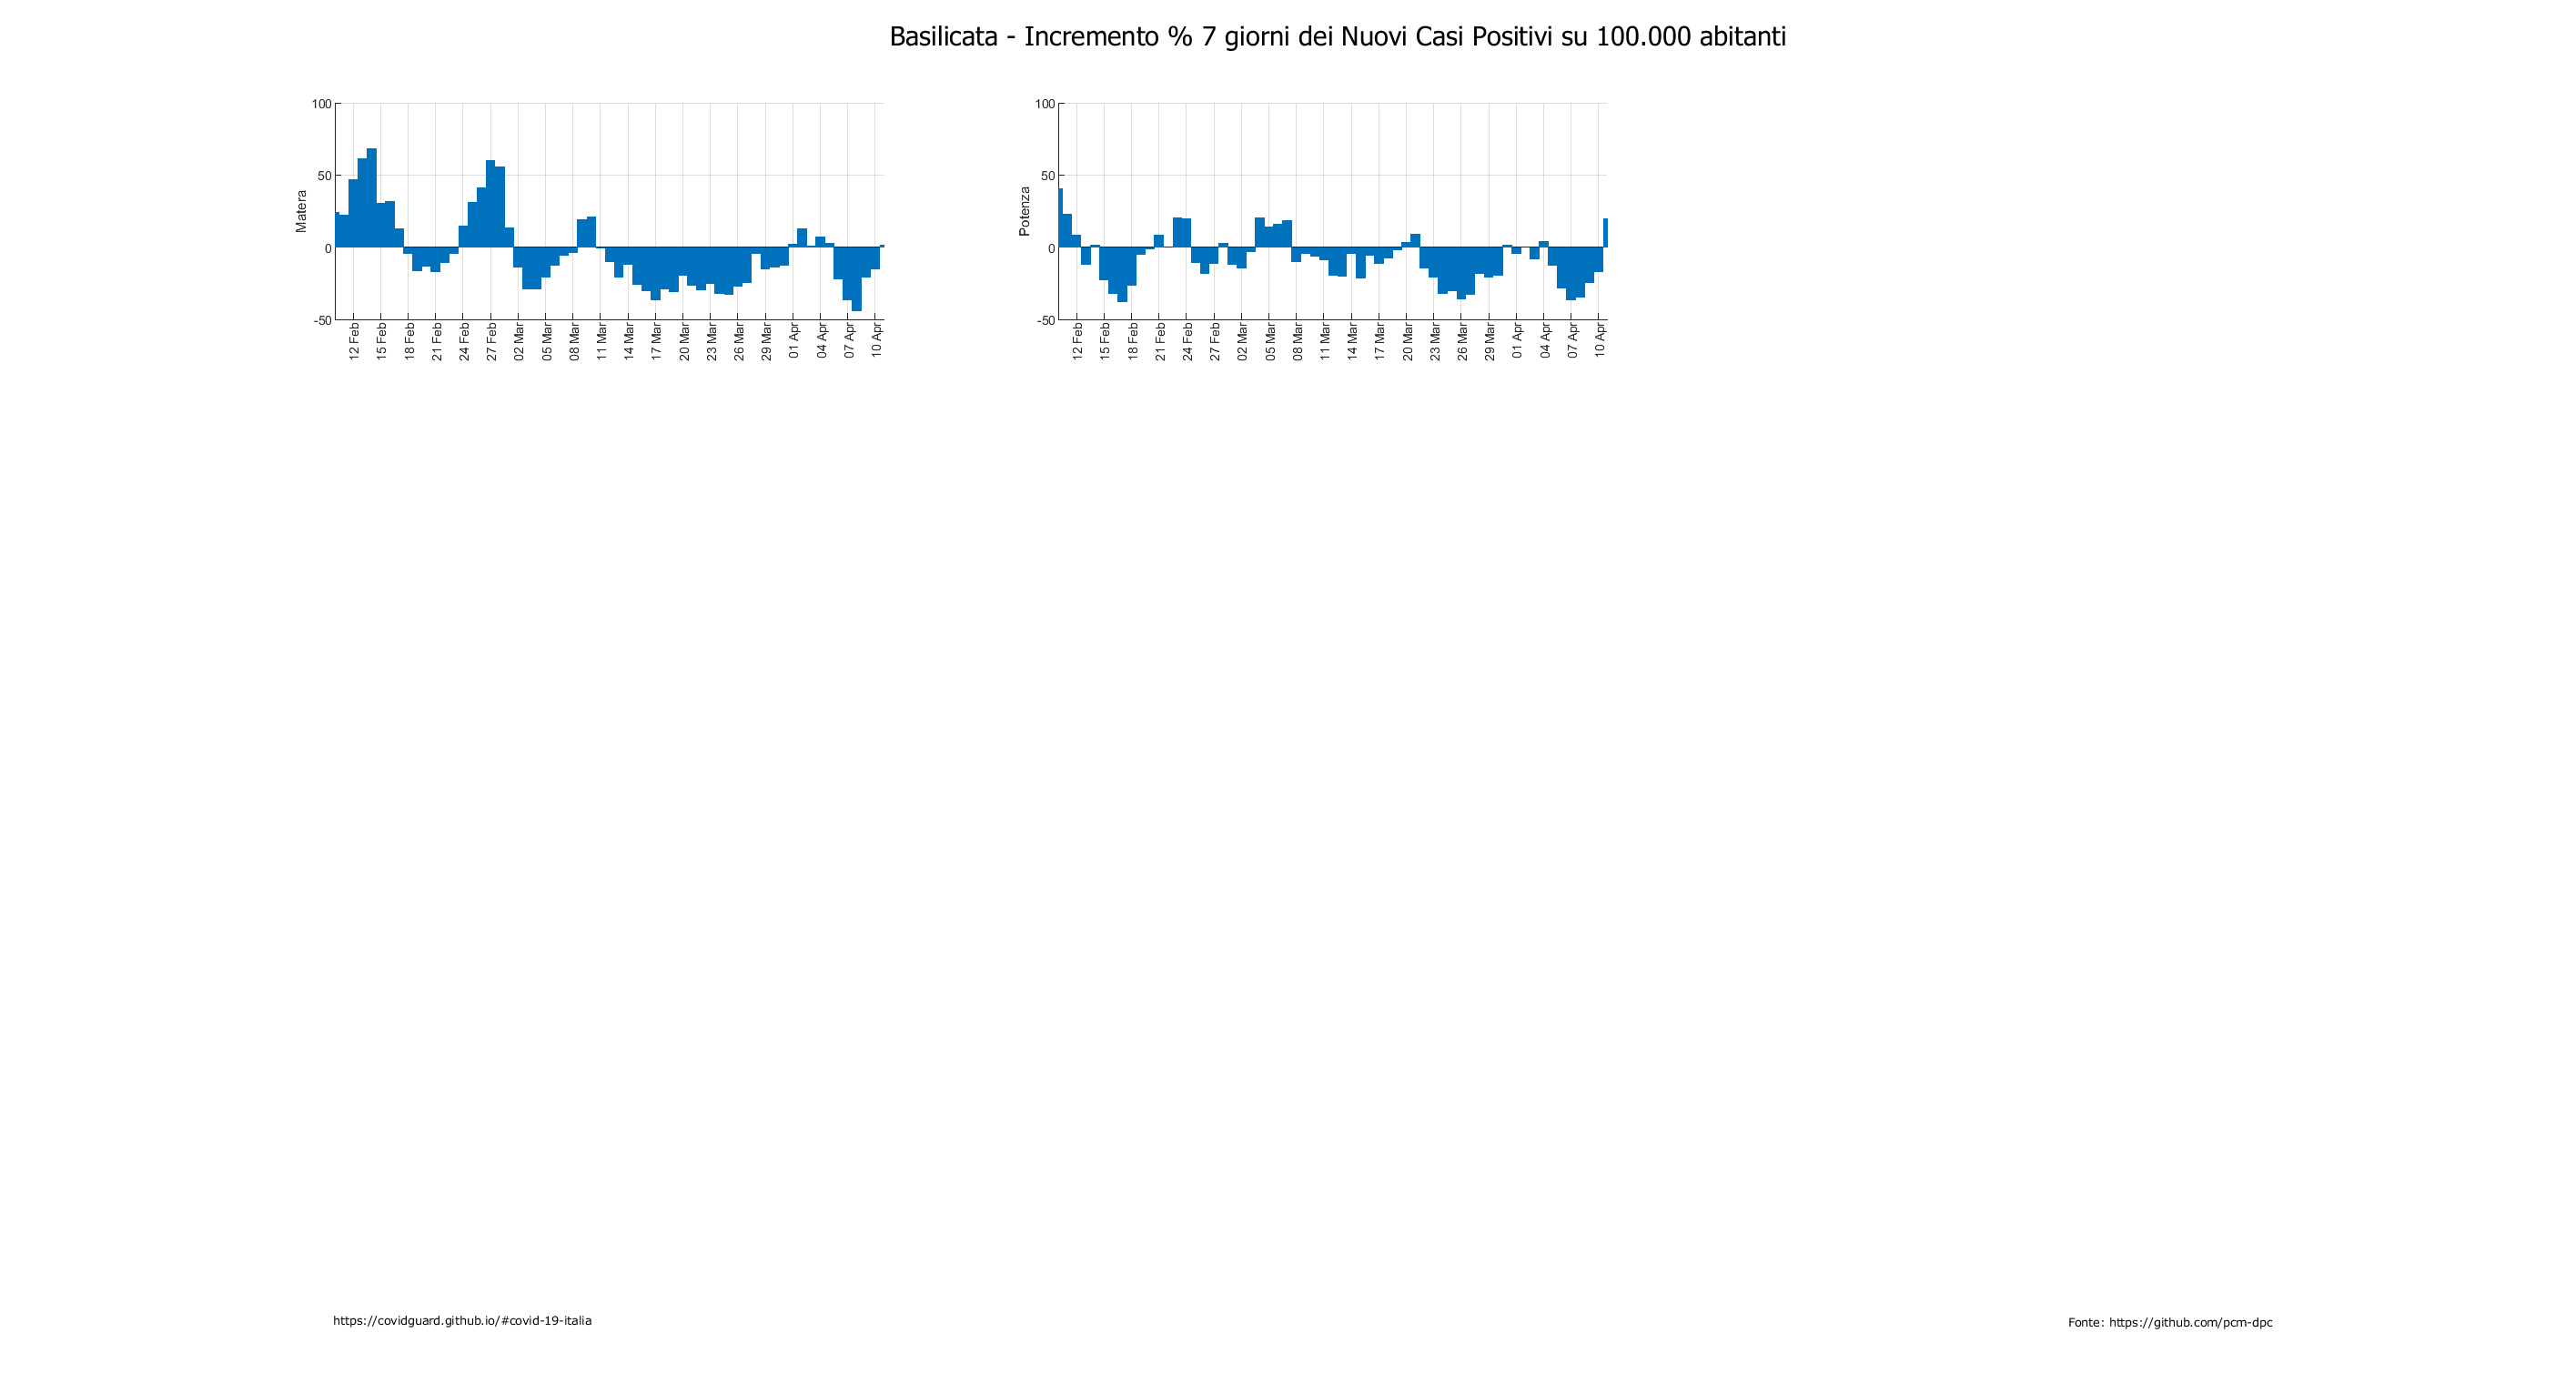 Basilicata - Incremento % 7 giorni dei Nuovi Casi Positivi su 100.000 abitanti
100
50
0
-50
Matera
12 Feb
15 Feb
18 Feb
21 Feb
24 Feb
27 Feb
02 Mar
05 Mar
08 Mar
11 Mar
14 Mar
17 Mar
20 Mar
23 Mar
26 Mar
29 Mar
01 Apr
04 Apr
07 Apr
10 Apr
100
50
0
-50
Potenza
12 Feb
15 Feb
18 Feb
21 Feb
24 Feb
27 Feb
02 Mar
05 Mar
08 Mar
11 Mar
14 Mar
17 Mar
20 Mar
23 Mar
26 Mar
29 Mar
01 Apr
04 Apr
07 Apr
10 Apr
https://covidguard.github.io/#covid-19-italia
Fonte: https://github.com/pcm-dpc